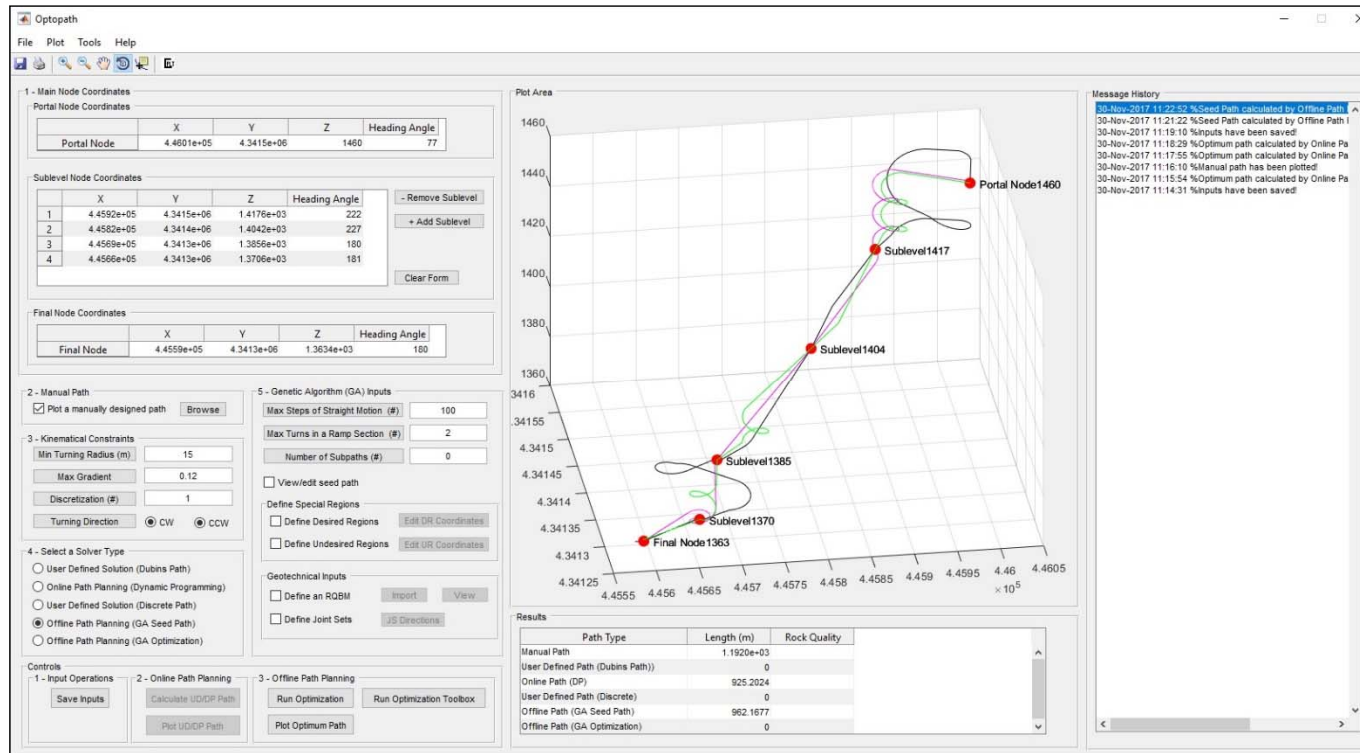 Optopath
File Plot Tools Help
1 - Main Node Coordinates
Portal Node Coordinates
X Y Z Heading Angle
Portal Node 4.4601e+05 4.3415e+06 1460 77
Sublevel Node Coordinates
X Y Z Heading Angle
1 4.4592e+05 4.3415e+06 1.4176e+03 222
2 4.4582e+05 4.3414e+06 1.4042e+03 227
3 4.4569e+05 4.3413e+06 1.3856e+03 180
4 4.4566e+05 4.3413e+06 1.3706e+03 181
- Remove Sublevel
+ Add Sublevel
Clear Form
Final Node Coordinates
X Y Z Heading Angle
Final Node 4.4559e+05 4.3413e+06 1.3634e+03 180
2 - Manual Path
Plot a manually designed path Browse
3 - Kinematical Constraints
Min Turning Radius (m) 15
Max Gradient 0.12
Discretization (#) 1
Turning Direction CW CCW
4 - Select a Solver Type
User Defined Solution (Dubins Path)
Online Path Planning (Dynamic Programming)
User Defined Solution (Discrete Path)
Offline Path Planning (GA Seed Path)
Offline Path Planning (GA Optimization)
5 - Genetic Algorithm (GA) Inputs
Max Steps of Straight Motion (#) 100
Max Turns in a Ramp Section (#) 2
Number of Subpaths (#) 0
View/edit seed path
Define Special Regions
Define Desired Regions Edit DR Coordinates
Define Undesired Regions Edit UR Coordinates
Geotechnical Inputs
Define an RQBM Import View
Define Joint Sets JS Directions
Controls
1 - Input Operations
Save Inputs
2 - Online Path Planning
Calculate UD/DP Path
Plot UD/DP Path
3 - Offline Path Planning
Run Optimization Run Optimization Toolbox
Plot Optimum Path
Plot Area
1460
1440
1420
1400
1380
1360
3416
4.34155
4.3415
4.34145
4.3414
4.34135
4.3413
4.34125
4.4555 4.456 4.4565 4.457 4.4575 4.458 4.4585 4.459 4.4595 4.46 4.4605
× 10^5
Portal Node1460
Sublevel1417
Sublevel1404
Sublevel1385
Sublevel1370
Final Node1363
Results
Path Type Length (m) Rock Quality
Manual Path 1.1920e+03
User Defined Path (Dubins Path)) 0
Online Path (DP) 925.2024
User Defined Path (Discrete) 0
Offline Path (GA Seed Path) 962.1677
Offline Path (GA Optimization) 0
Message History
30-Nov-2017 11:22:52 %Seed Path calculated by Offline Path
30-Nov-2017 11:21:22 %Seed Path calculated by Offline Path
30-Nov-2017 11:19:10 %Inputs have been saved!
30-Nov-2017 11:18:29 %Optimum path calculated by Online Pa
30-Nov-2017 11:17:55 %Optimum path calculated by Online Pa
30-Nov-2017 11:16:10 %Manual path has been plotted!
30-Nov-2017 11:15:54 %Optimum path calculated by Online Pa
30-Nov-2017 11:14:31 %Inputs have been saved!